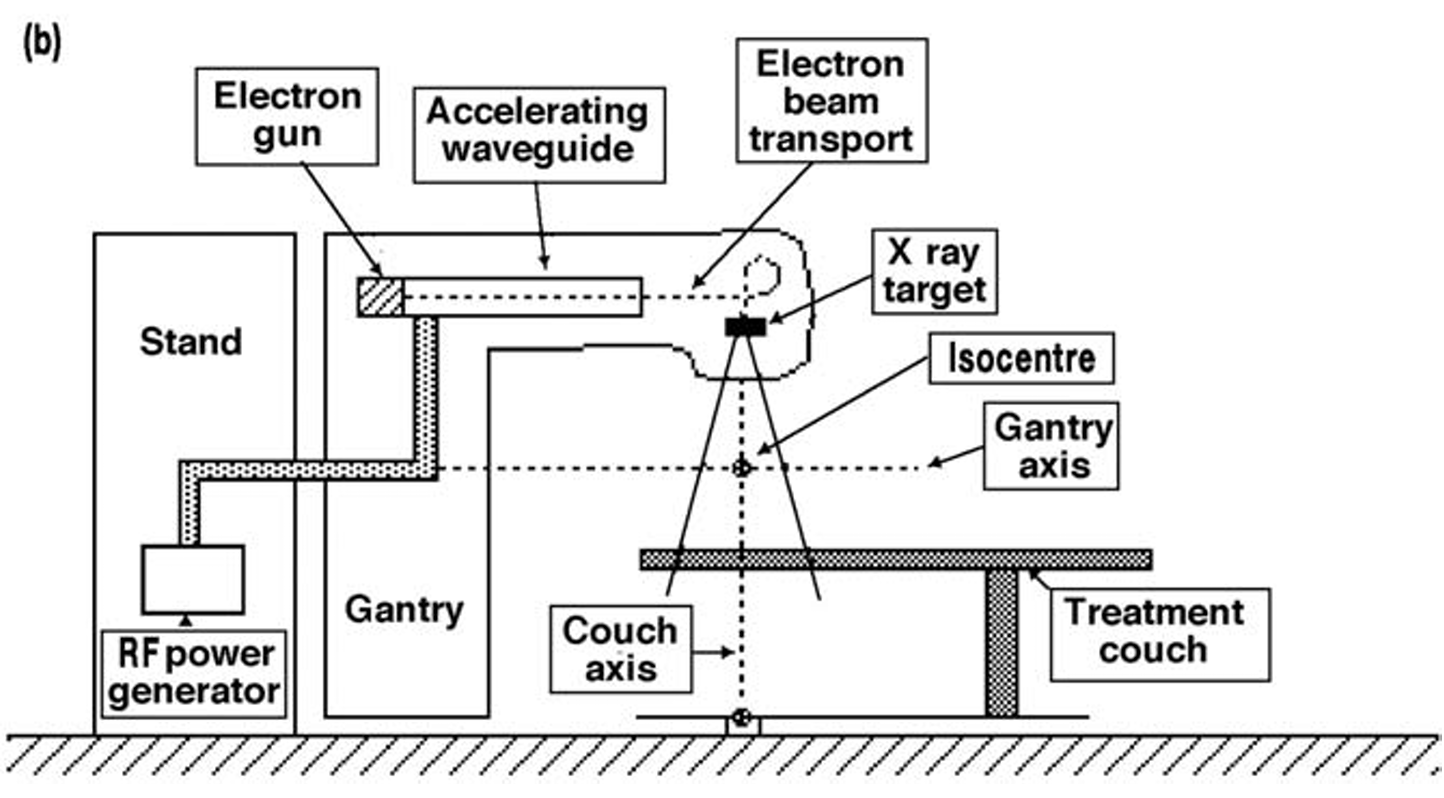 (b)
Electron
gun
Accelerating
waveguide
Electron
beam
transport
X ray
target
Stand
Isocentre
Gantry
axis
Gantry
Couch
axis
Treatment
couch
RF power
generator